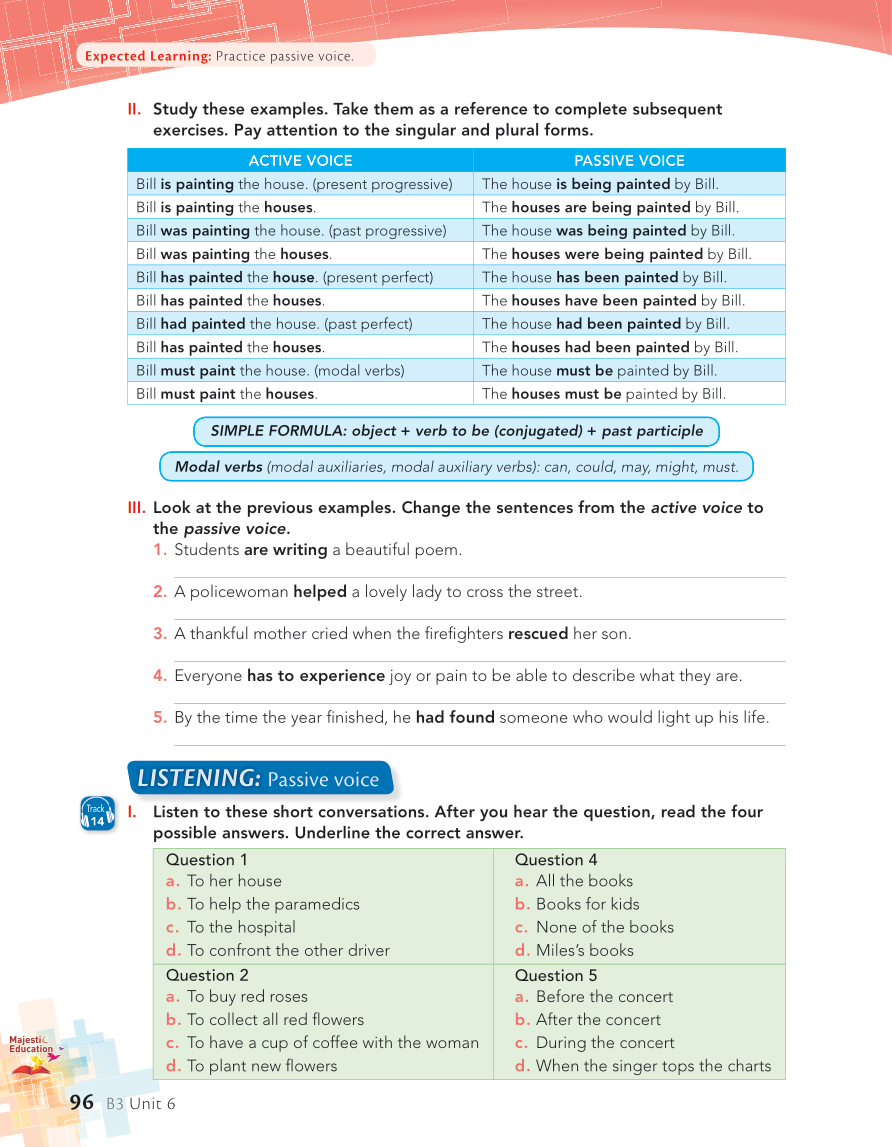 Expected Learning: Practice passive voice.
II. Study these examples. Take them as a reference to complete subsequent
exercises. Pay attention to the singular and plural forms.
ACTIVE VOICE PASSIVE VOICE
Bill is painting the house. (present progressive) The house is being painted by Bill.
Bill is painting the houses. The houses are being painted by Bill.
Bill was painting the house. (past progressive) The house was being painted by Bill.
Bill was painting the houses. The houses were being painted by Bill.
Bill has painted the house. (present perfect) The house has been painted by Bill.
Bill has painted the houses. The houses have been painted by Bill.
Bill had painted the house. (past perfect) The house had been painted by Bill.
Bill has painted the houses. The houses had been painted by Bill.
Bill must paint the house. (modal verbs) The house must be painted by Bill.
Bill must paint the houses. The houses must be painted by Bill.
SIMPLE FORMULA: object + verb to be (conjugated) + past participle
Modal verbs (modal auxiliaries, modal auxiliary verbs): can, could, may, might, must.
III. Look at the previous examples. Change the sentences from the active voice to
the passive voice.
1. Students are writing a beautiful poem.
2. A policewoman helped a lovely lady to cross the street.
3. A thankful mother cried when the firefighters rescued her son.
4. Everyone has to experience joy or pain to be able to describe what they are.
5. By the time the year finished, he had found someone who would light up his life.
LISTENING: Passive voice
Track
14
I. Listen to these short conversations. After you hear the question, read the four
possible answers. Underline the correct answer.
Question 1
a. To her house
b. To help the paramedics
c. To the hospital
d. To confront the other driver
Question 2
a. To buy red roses
b. To collect all red flowers
c. To have a cup of coffee with the woman
d. To plant new flowers
Question 4
a. All the books
b. Books for kids
c. None of the books
d. Miles's books
Question 5
a. Before the concert
b. After the concert
c. During the concert
d. When the singer tops the charts
Majestic
Education
96 B3 Unit 6